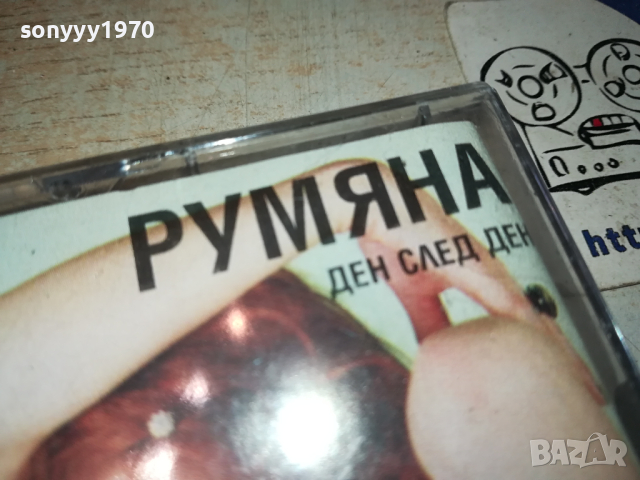 sonyyy1970
РУМЯНА
ДЕН СЛЕД ДЕН
htt
BAZAR